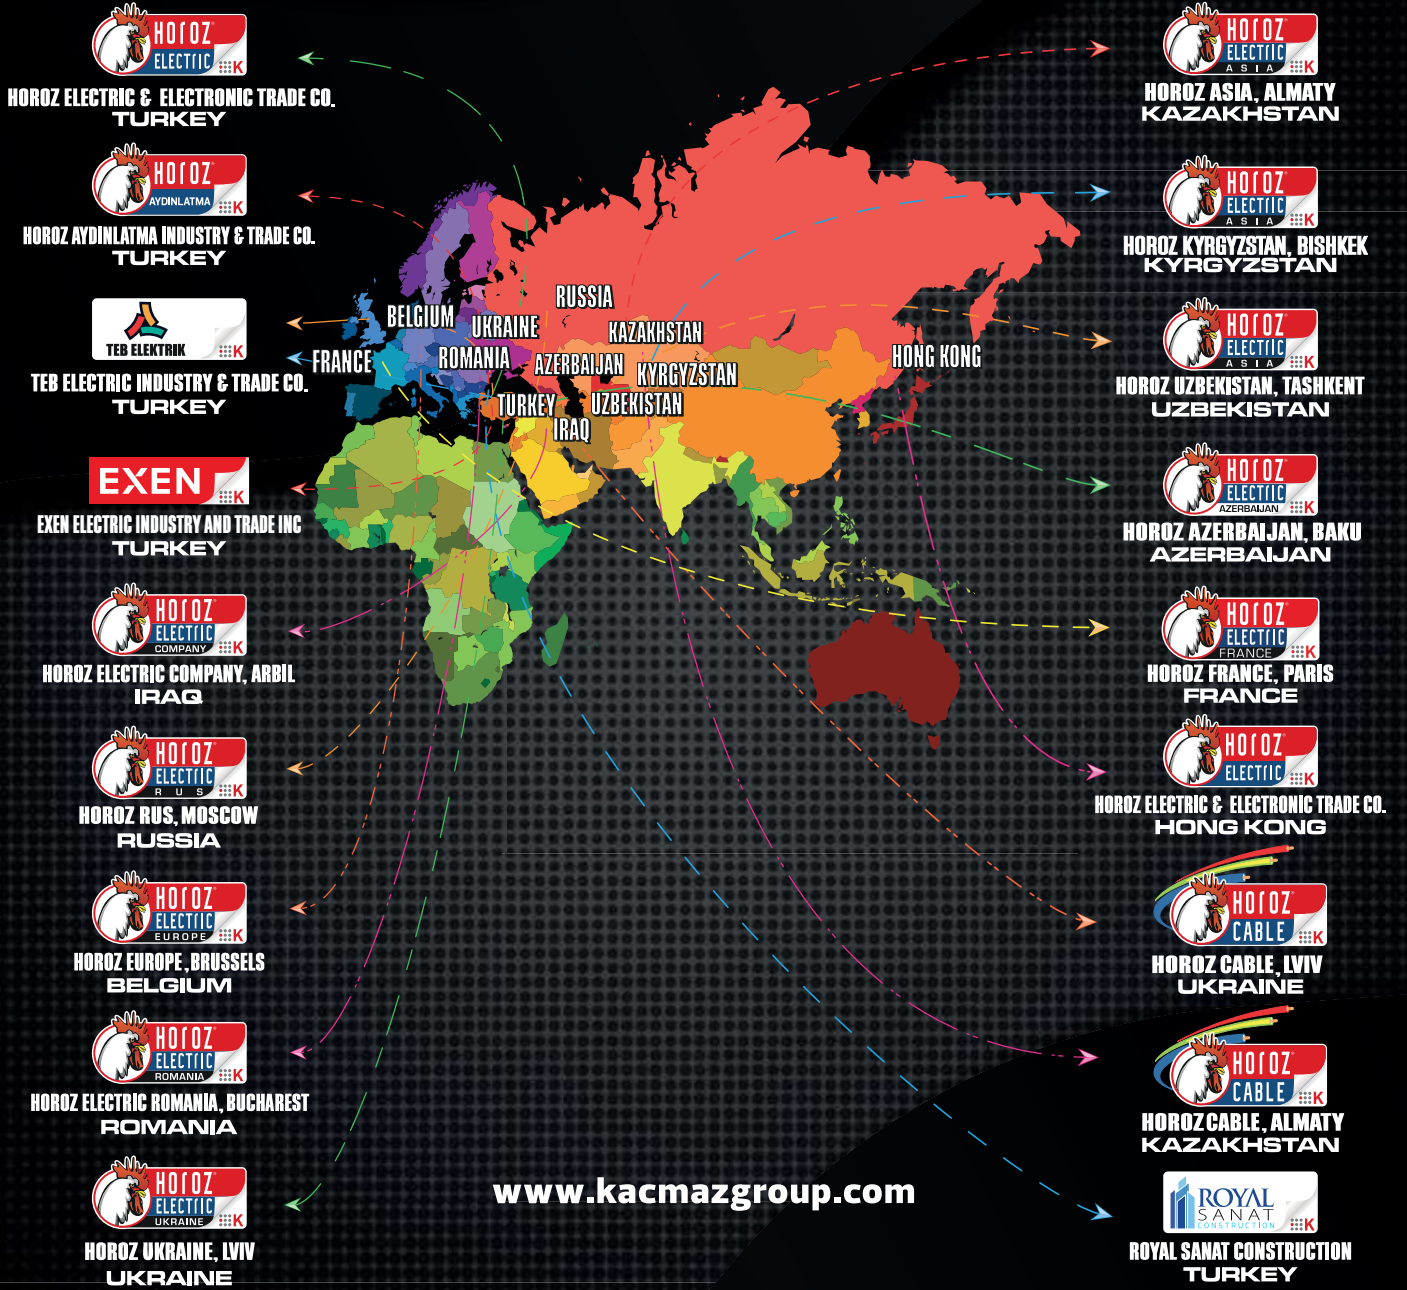 HOROZ
ELECTRIC
K
HOROZ ELECTRIC & ELECTRONIC TRADE CO.
TURKEY
HOROZ
AYDINLATMA
K
HOROZ AYDINLATMA INDUSTRY & TRADE CO.
TURKEY
TEB ELEKTRIK
K
TEB ELECTRIC INDUSTRY & TRADE CO.
TURKEY
EXEN
K
EXEN ELECTRIC INDUSTRY AND TRADE INC
TURKEY
HOROZ
ELECTRIC
COMPANY
K
HOROZ ELECTRIC COMPANY, ARBİL
IRAQ
HOROZ
ELECTRIC
RUS
K
HOROZ RUS, MOSCOW
RUSSIA
HOROZ
ELECTRIC
EUROPE
K
HOROZ EUROPE, BRUSSELS
BELGIUM
HOROZ
ELECTRIC
ROMANIA
K
HOROZ ELECTRIC ROMANIA, BUCHAREST
ROMANIA
HOROZ
ELECTRIC
UKRAINE
K
HOROZ UKRAINE, LVIV
UKRAINE
RUSSIA
BELGIUM
UKRAINE
KAZAKHSTAN
FRANCE
ROMANIA
AZERBAIJAN
KYRGYZSTAN
HONG KONG
TURKEY
UZBEKISTAN
IRAQ
www.kacmazgroup.com
HOROZ
ELECTRIC
ASIA
K
HOROZ ASIA, ALMATY
KAZAKHSTAN
HOROZ
ELECTRIC
ASIA
K
HOROZ KYRGYZSTAN, BISHKEK
KYRGYZSTAN
HOROZ
ELECTRIC
ASIA
K
HOROZ UZBEKISTAN, TASHKENT
UZBEKISTAN
HOROZ
ELECTRIC
AZERBAIJAN
K
HOROZ AZERBAIJAN, BAKU
AZERBAIJAN
HOROZ
ELECTRIC
FRANCE
K
HOROZ FRANCE, PARİS
FRANCE
HOROZ
ELECTRIC
K
HOROZ ELECTRIC & ELECTRONIC TRADE CO.
HONG KONG
HOROZ
CABLE
K
HOROZ CABLE, LVIV
UKRAINE
HOROZ
CABLE
K
HOROZ CABLE, ALMATY
KAZAKHSTAN
ROYAL
SANAT
CONSTRUCTION
K
ROYAL SANAT CONSTRUCTION
TURKEY